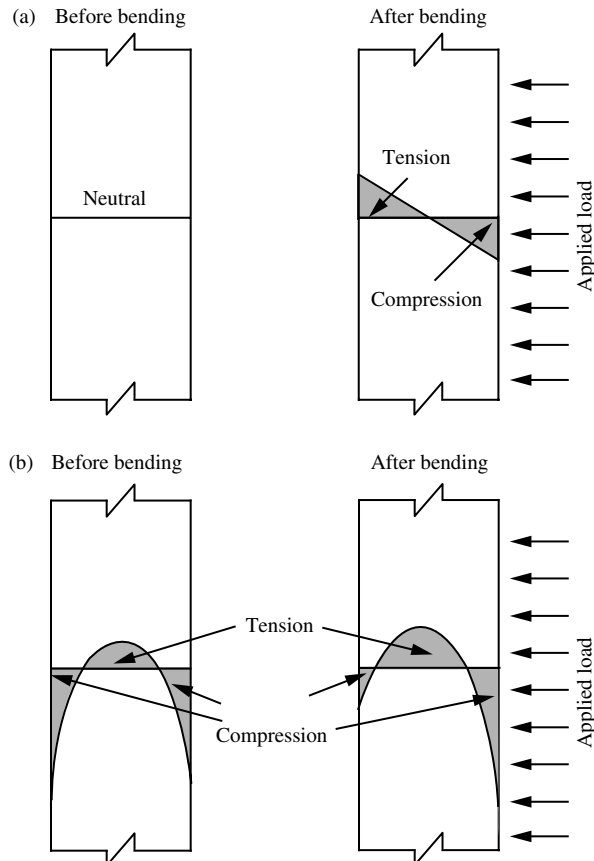 (a) Before bending
After bending
Tension
Neutral
Compression
Applied load
(b) Before bending
After bending
Tension
Compression
Applied load